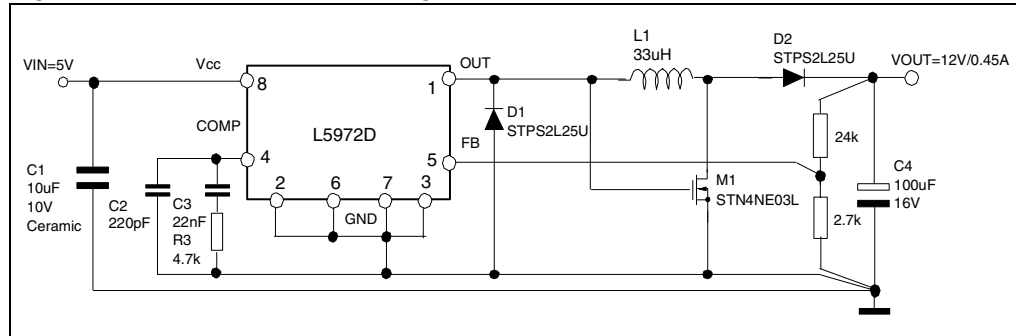 L1
33uH
D2
STPS2L25U
VIN=5V
Vcc
OUT
VOUT=12V/0.45A
8
1
D1
STPS2L25U
COMP
L5972D
FB
24k
4
5
C1
10uF
10V
Ceramic
C2
220pF
C3
22nF
R3
4.7k
2
6
7
3
GND
M1
STN4NE03L
C4
100uF
16V
2.7k